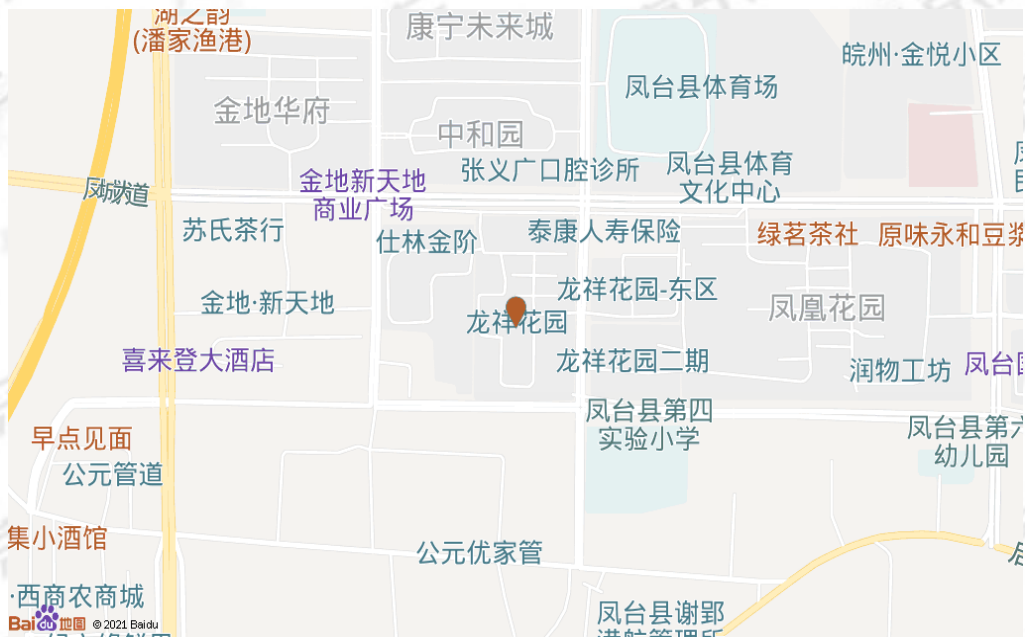 湖之韵
(潘家渔港)
康宁未来城
皖州·金悦小区
凤台县体育场
金地华府
中和园
张义广口腔诊所
凤台县体育
文化中心
金地新天地
商业广场
凤城大道
苏氏茶行
仕林金阶
泰康人寿保险
绿茗茶社
原味永和豆浆
龙祥花园-东区
金地·新天地
凤凰花园
龙祥花园
喜来登大酒店
龙祥花园二期
润物工坊
凤台
凤台县第四
实验小学
早点见面
凤台县第六
幼儿园
公元管道
集小酒馆
公元优家管
·西商农商城
凤台县谢郢
Bai du 地图 © 2021 Baidu